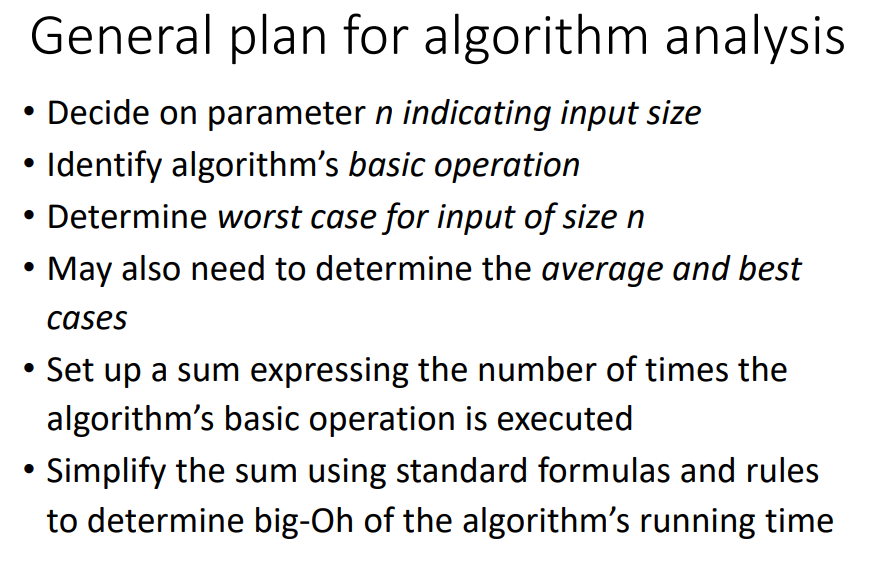 General plan for algorithm analysis
• Decide on parameter n indicating input size
• Identify algorithm’s basic operation
• Determine worst case for input of size n
• May also need to determine the average and best
cases
• Set up a sum expressing the number of times the
algorithm’s basic operation is executed
• Simplify the sum using standard formulas and rules
to determine big-Oh of the algorithm’s running time